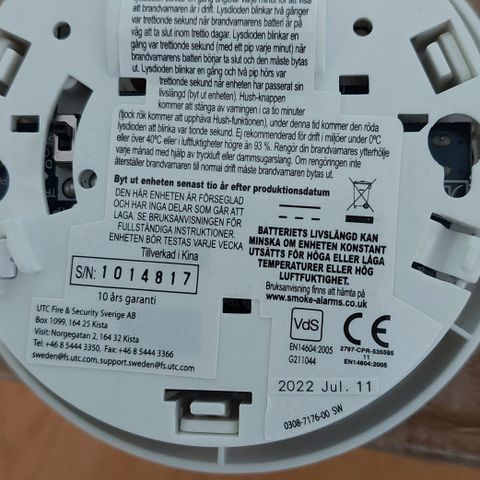 att brandvarnaren är i drift. Lysdioden blinkar två gånger
var trettionde sekund när brandvarnarens batteri är på
väg att ta slut inom trettio dagar. Lysdioden blinkar en
gång var trettionde sekund (med ett pip varje minut) när
brandvarnarens batteri börjar ta slut och den måste bytas
ut. Lysdioden blinkar en gång och två pip hörs var
trettionde sekund när enheten har passerat sin
livslängd (byt ut enheten). Hush-knappen
kommer att stänga av varningen i ca tio minuter
(tjock rök kommer att upphäva Hush-funktionen), under denna tid kommer den röda
lysdioden att blinka var tionde sekund. Ej rekommenderad för drift i miljöer under 0°C
eller över 40°C eller i luftfuktigheter högre än 93 %. Rengör din brandvarnares ytterhölje
varje månad med hjälp av tryckluft eller dammsugarslang. Om rengöringen inte
återställer brandvarnaren till normal drift måste brandvarnaren bytas ut.
Byt ut enheten senast tio år efter produktionsdatum
DEN HÄR ENHETEN ÄR FÖRSEGLAD
OCH HAR INGA DELAR SOM GÅR ATT
LAGA. SE BRUKSANVISNINGEN FÖR
FULLSTÄNDIGA INSTRUKTIONER.
ENHETEN BÖR TESTAS VARJE VECKA
Tillverkad i Kina
S/N: 1014817
10 års garanti
UTC Fire & Security Sverige AB
Box 1099, 164 25 Kista
Visit: Norgegatan 2, 164 32 Kista
Tel: +46 8 5444 3350, Fax: +46 8 5444 3366
sweden@fs.utc.com, support.sweden@fs.utc.com
BATTERIETS LIVSLÄNGD KAN
MINSKA OM ENHETEN KONSTANT
UTSÄTTS FÖR HÖGA ELLER LÅGA
TEMPERATURER ELLER HÖG
LUFTFUKTIGHET.
Bruksanvisning finns att hämta på
www.smoke-alarms.co.uk
VdS
EN14604:2005
G211044
CE
2797-CPR-535595
11
EN14604:2005
2022 Jul. 11
0308-7176-00 SW